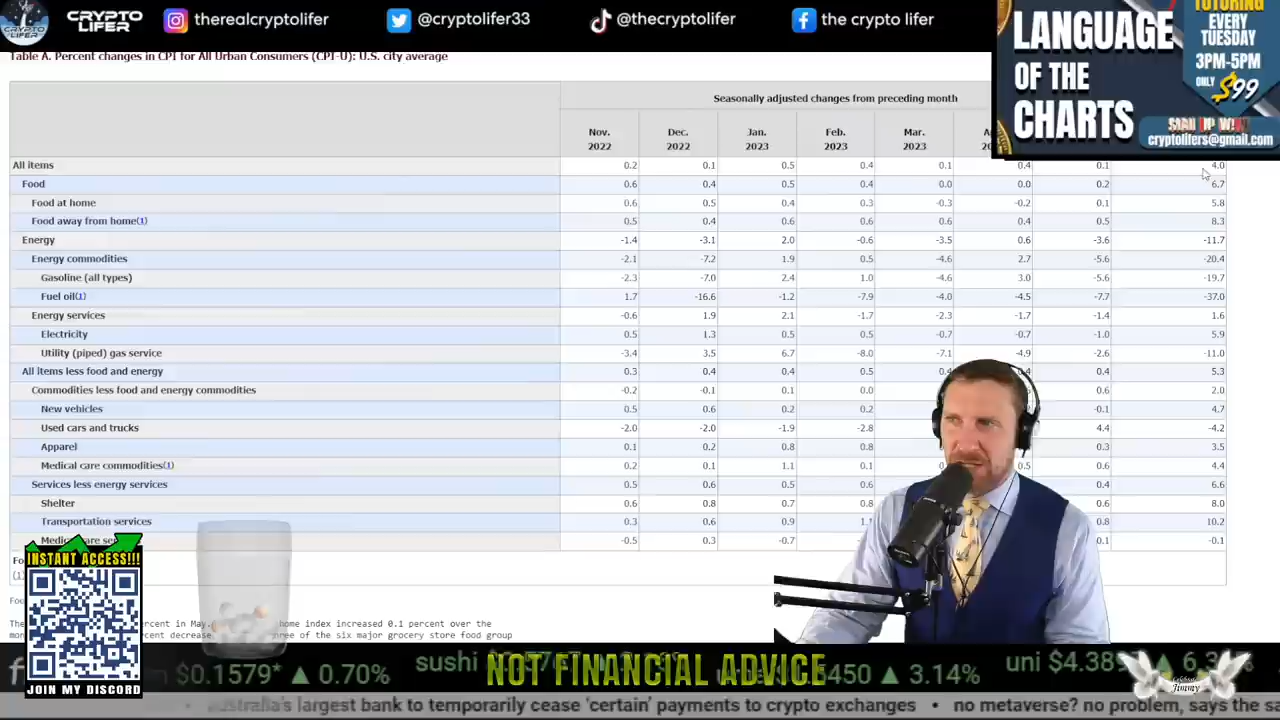 CRYPTO LIFER
therealcryptolifer
@cryptolifer33
@thecryptolifer
the crypto lifer
TUTORING
EVERY
TUESDAY
3PM-5PM
ONLY $99
SIGN UP NOW!
cryptolifers@gmail.com
LANGUAGE
OF THE
CHARTS
Table A. Percent changes in CPI for All Urban Consumers (CPI-U): U.S. city average
Seasonally adjusted changes from preceding month
Nov. 2022 Dec. 2022 Jan. 2023 Feb. 2023 Mar. 2023
All items 0.2 0.1 0.5 0.4 0.1 0.4 0.1 4.0
Food 0.6 0.4 0.5 0.4 0.0 0.0 0.2 6.7
Food at home 0.6 0.5 0.4 0.3 -0.3 -0.2 0.1 5.8
Food away from home(1) 0.5 0.4 0.6 0.6 0.6 0.4 0.5 8.3
Energy -1.4 -3.1 2.0 -0.6 -3.5 0.6 -3.6 -11.7
Energy commodities -2.1 -7.2 1.9 0.5 -4.6 2.7 -5.6 -20.4
Gasoline (all types) -2.3 -7.0 2.4 1.0 -4.6 3.0 -5.6 -19.7
Fuel oil(1) 1.7 -16.6 -1.2 -7.9 -4.0 -4.5 -7.7 -37.0
Energy services -0.6 1.9 2.1 -1.7 -2.3 -1.7 -1.4 1.6
Electricity 0.5 1.3 0.5 0.5 -0.7 -0.7 -1.0 5.9
Utility (piped) gas service -3.4 3.5 6.7 -8.0 -7.1 -4.9 -2.6 -11.0
All items less food and energy 0.3 0.4 0.4 0.5 0.4 0.4 5.3
Commodities less food and energy commodities -0.2 -0.1 0.1 0.0 0.6 2.0
New vehicles 0.5 0.6 0.2 0.2 -0.1 4.7
Used cars and trucks -2.0 -2.0 -1.9 -2.8 4.4 -4.2
Apparel 0.1 0.2 0.8 0.8 0.3 3.5
Medical care commodities(1) 0.2 0.1 1.1 0.1 0.5 0.6 4.4
Services less energy services 0.5 0.6 0.5 0.6 0.4 6.6
Shelter 0.6 0.8 0.7 0.8 0.6 8.0
Transportation services 0.3 0.6 0.9 1.1 0.8 10.2
-0.5 0.3 -0.7 0.1 -0.1
INSTANT ACCESS!!!
JOIN MY DISCORD
percent in May. home index increased 0.1 percent over the
percent decrease three of the six major grocery store food group
$0.1579* ▲ 0.70% sushi 450 ▲ 3.14% uni $4.389 ▲
NOT FINANCIAL ADVICE
Jimmy
• australia's largest bank to temporarily cease 'certain' payments to crypto exchanges • no metaverse? no problem, says the